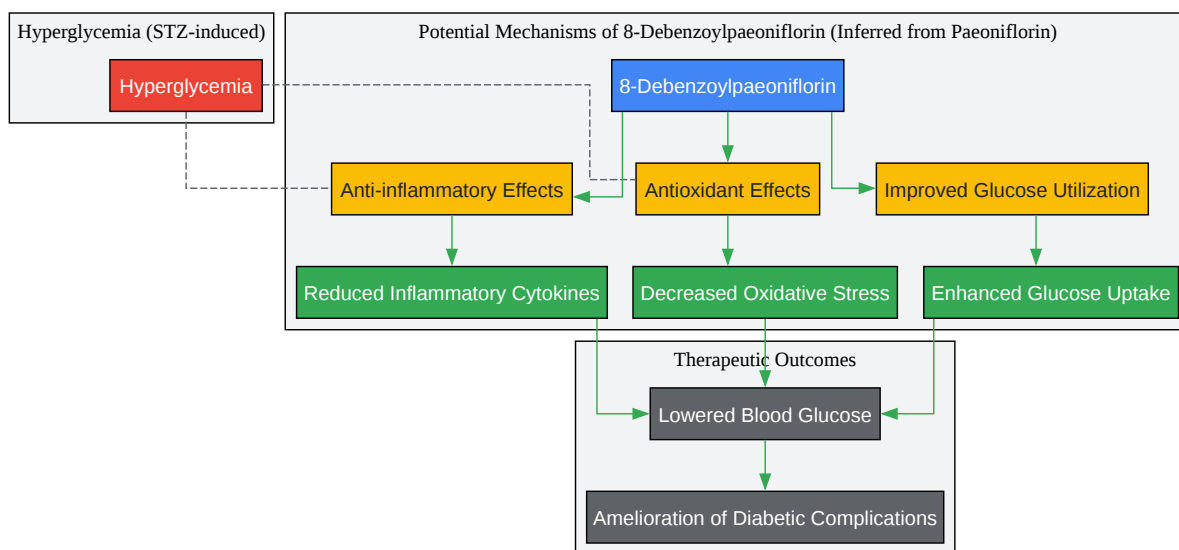 Hyperglycemia (STZ-induced)
Potential Mechanisms of 8-Debenzoylpaeoniflorin (Inferred from Paeoniflorin)
Hyperglycemia
8-Debenzoylpaeoniflorin
Anti-inflammatory Effects
Antioxidant Effects
Improved Glucose Utilization
Reduced Inflammatory Cytokines
Decreased Oxidative Stress
Enhanced Glucose Uptake
Therapeutic Outcomes
Lowered Blood Glucose
Amelioration of Diabetic Complications